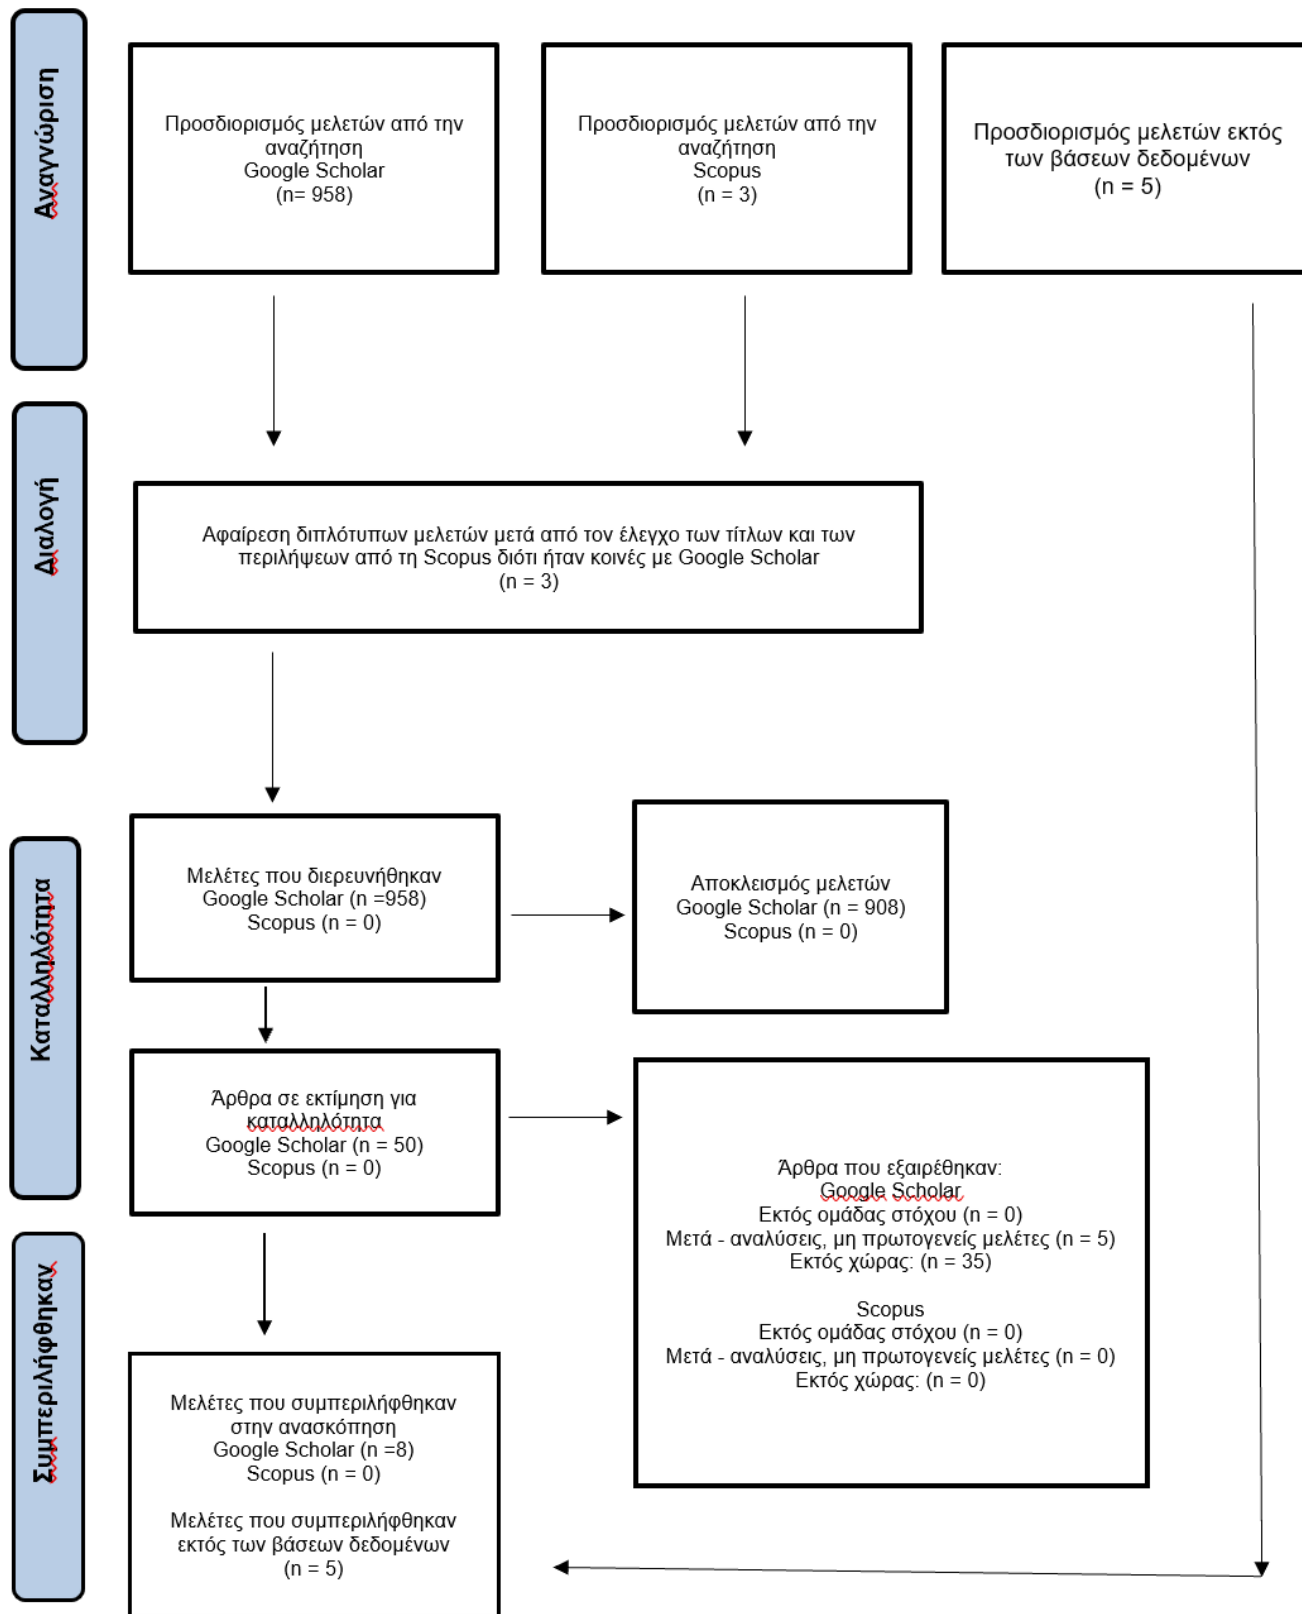 Αναγνώριση
Προσδιορισμός μελετών από την
αναζήτηση
Google Scholar
(n= 958)
Προσδιορισμός μελετών από την
αναζήτηση
Scopus
(n = 3)
Προσδιορισμός μελετών εκτός
των βάσεων δεδομένων
(n = 5)
Διαλογή
Αφαίρεση διπλότυπων μελετών μετά από τον έλεγχο των τίτλων και των
περιλήψεων από τη Scopus διότι ήταν κοινές με Google Scholar
(n = 3)
Καταλληλότητα
Μελέτες που διερευνήθηκαν
Google Scholar (n =958)
Scopus (n = 0)
Αποκλεισμός μελετών
Google Scholar (n = 908)
Scopus (n = 0)
Άρθρα σε εκτίμηση για
καταλληλότητα
Google Scholar (n = 50)
Scopus (n = 0)
Άρθρα που εξαιρέθηκαν:
Google Scholar
Εκτός ομάδας στόχου (n = 0)
Μετά - αναλύσεις, μη πρωτογενείς μελέτες (n = 5)
Εκτός χώρας: (n = 35)
Scopus
Εκτός ομάδας στόχου (n = 0)
Μετά - αναλύσεις, μη πρωτογενείς μελέτες (n = 0)
Εκτός χώρας: (n = 0)
Συμπεριλήφθηκαν
Μελέτες που συμπεριλήφθηκαν
στην ανασκόπηση
Google Scholar (n =8)
Scopus (n = 0)
Μελέτες που συμπεριλήφθηκαν
εκτός των βάσεων δεδομένων
(n = 5)